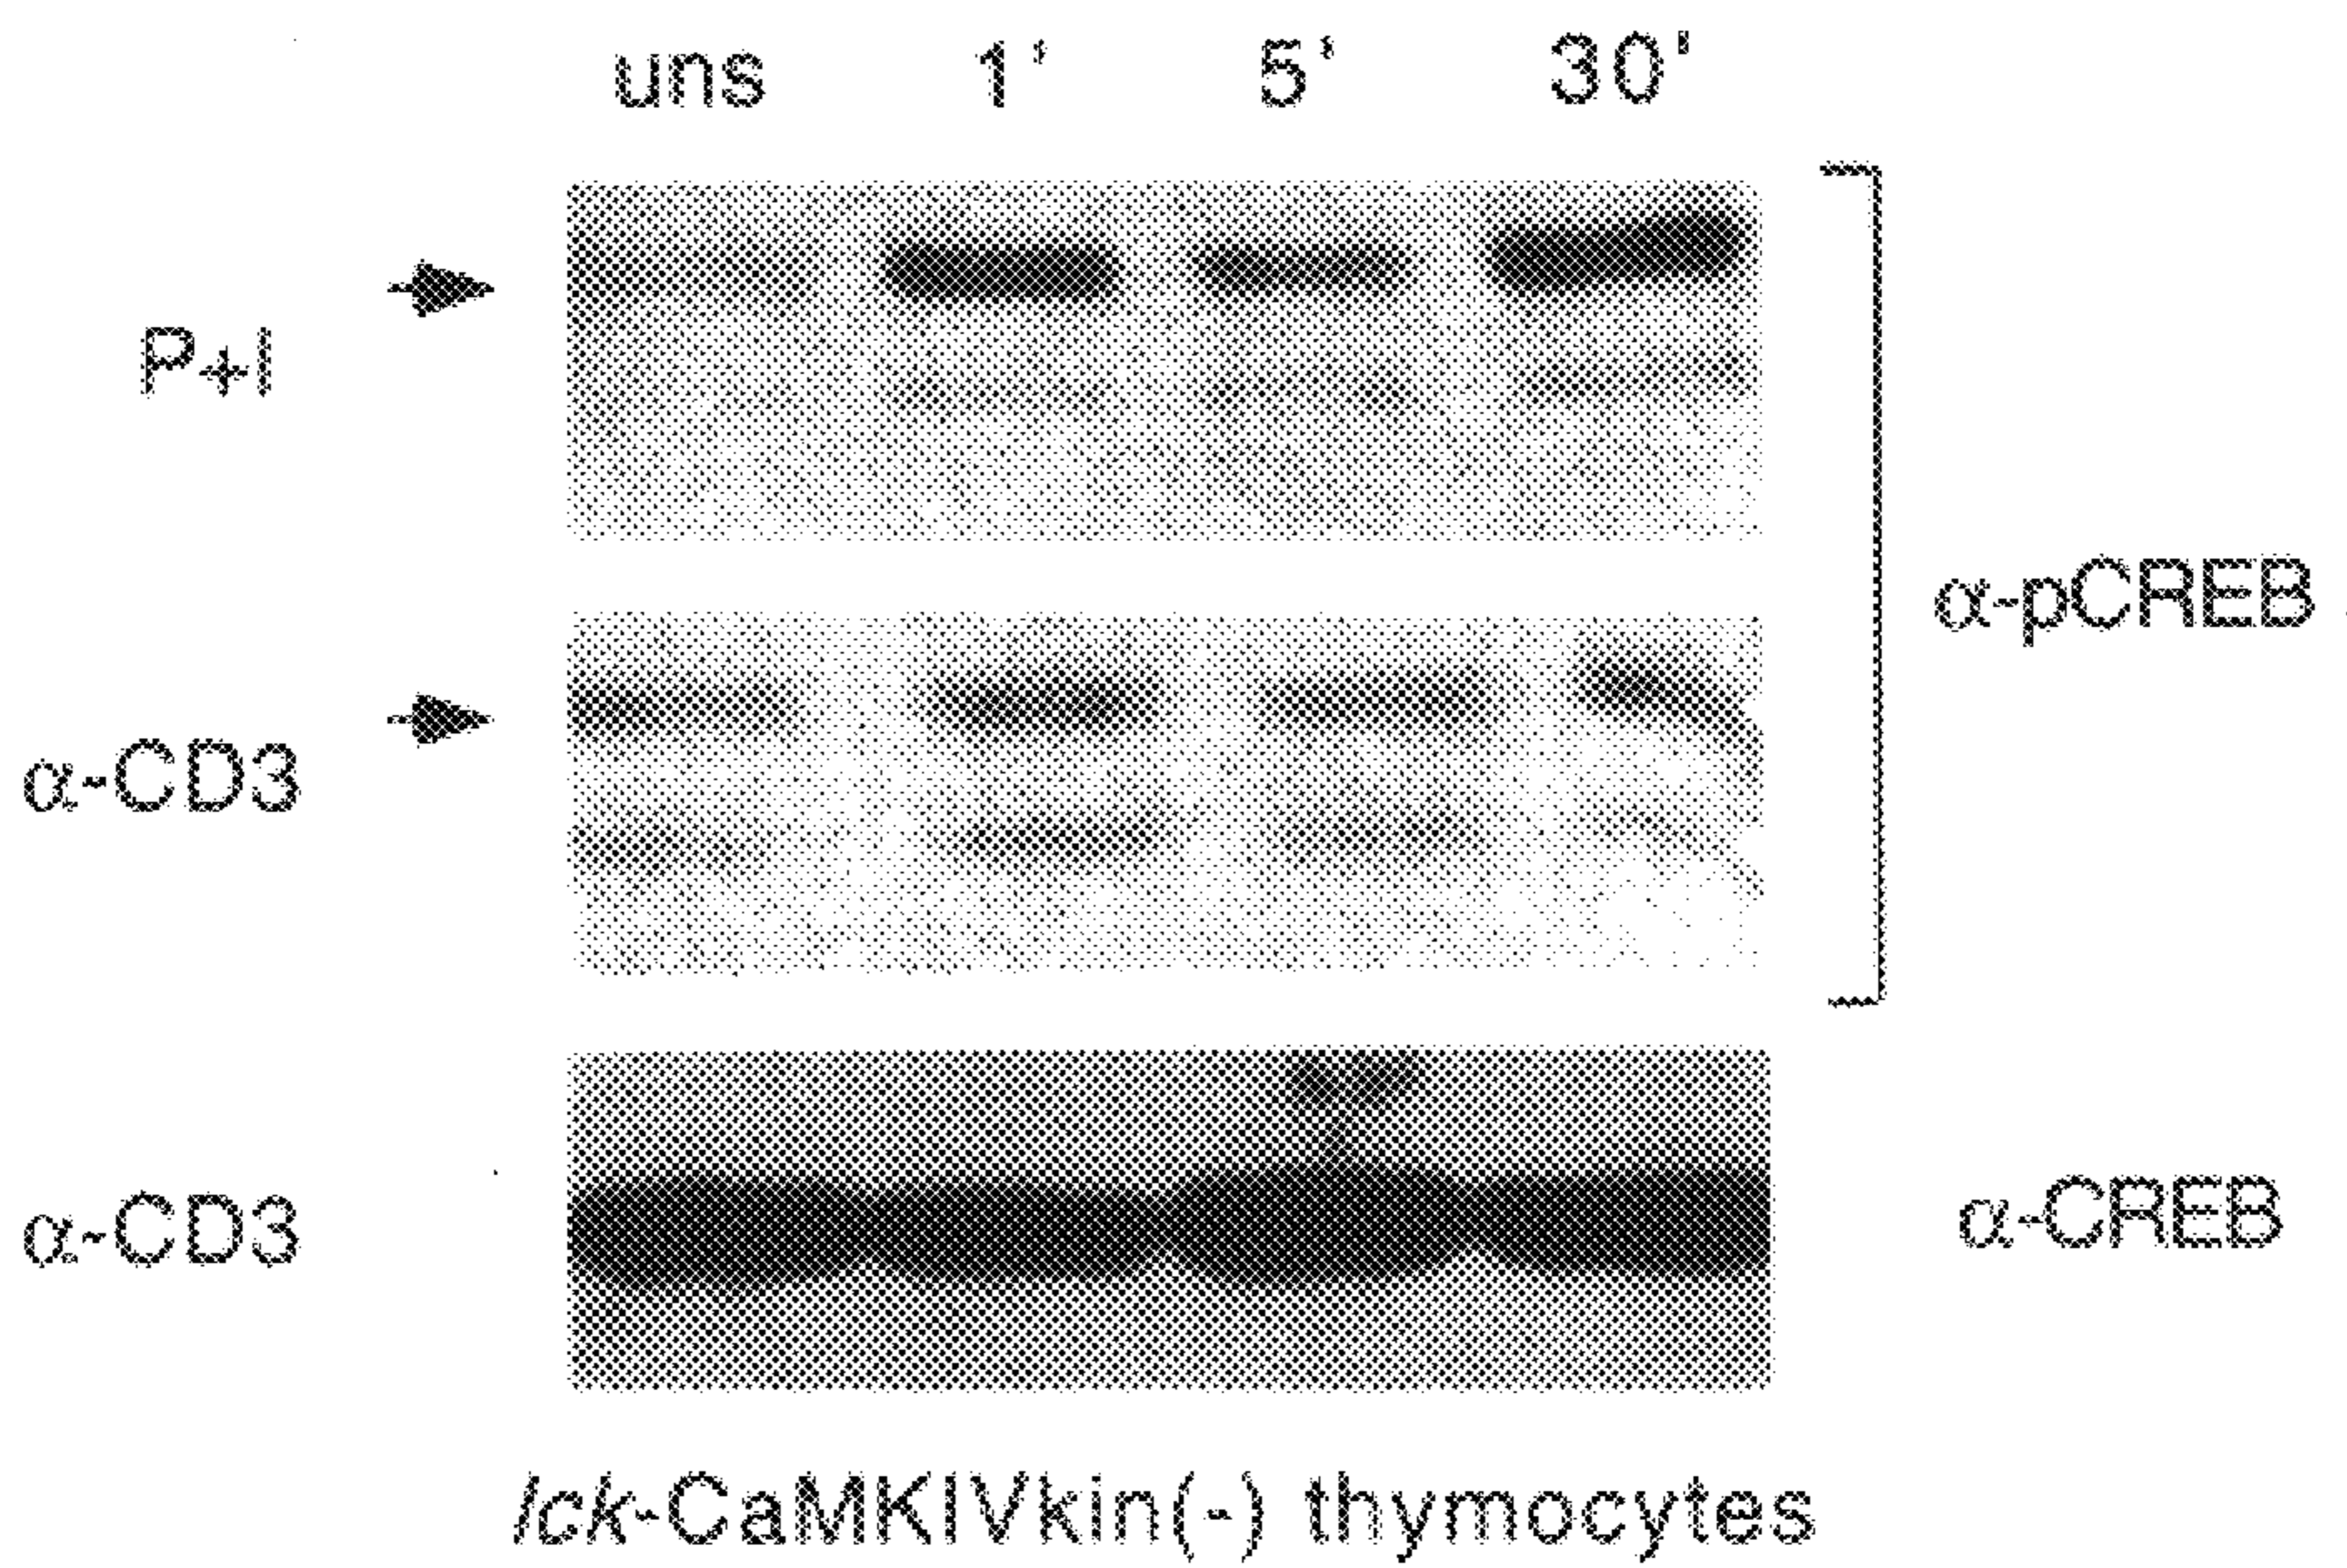 uns 1' 5' 30'
P+I
α-pCREB
α-CD3
α-CD3 α-CREB
lck-CaMKIVkin(-) thymocytes